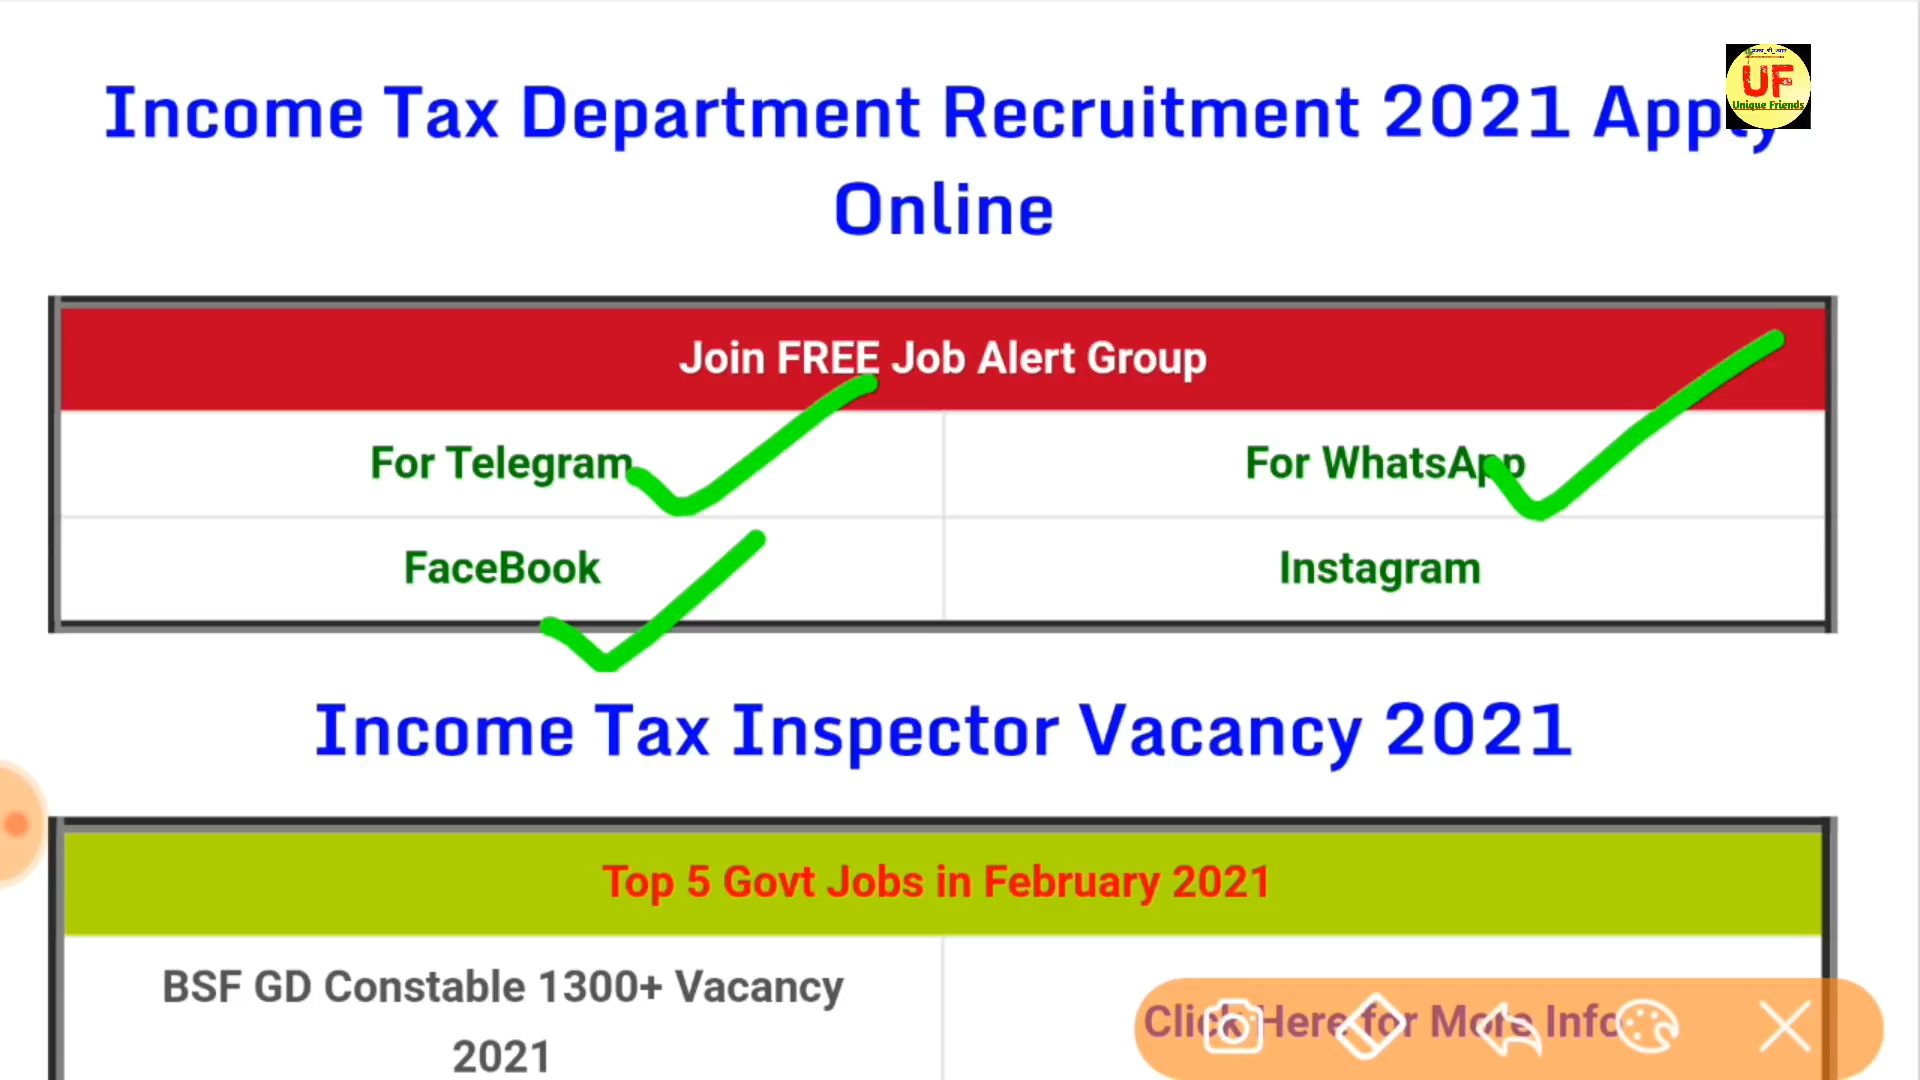 UF
Unique Friends
Income Tax Department Recruitment 2021 Apply
Online
Join FREE Job Alert Group
For Telegram
For WhatsApp
FaceBook
Instagram
Income Tax Inspector Vacancy 2021
Top 5 Govt Jobs in February 2021
BSF GD Constable 1300+ Vacancy
2021
Click Here for More Info